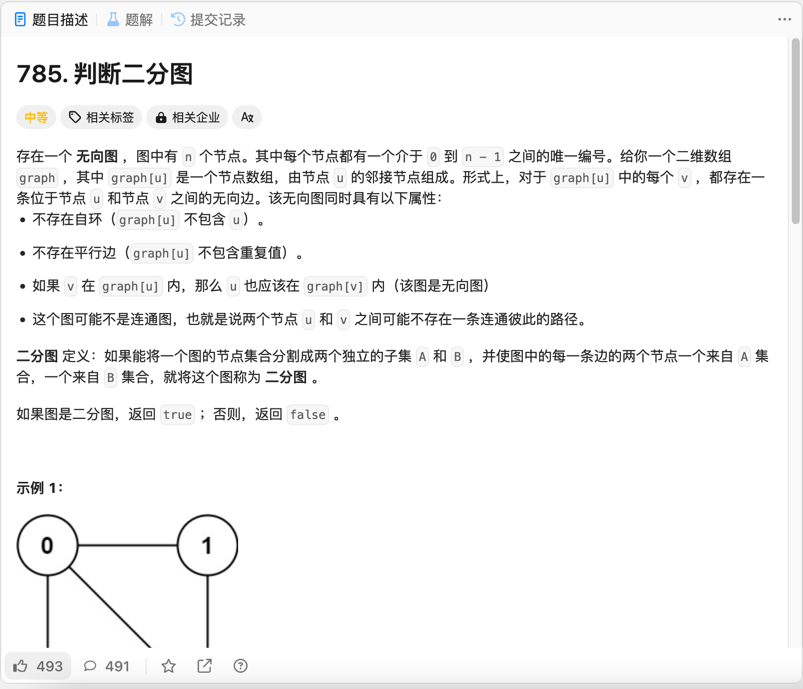 题目描述 题解 提交记录
785. 判断二分图
中等 相关标签 相关企业
存在一个 无向图 ，图中有 n 个节点。其中每个节点都有一个介于 0 到 n - 1 之间的唯一编号。给你一个二维数组
graph ，其中 graph[u] 是一个节点数组，由节点 u 的邻接节点组成。形式上，对于 graph[u] 中的每个 v ，都存在一
条位于节点 u 和节点 v 之间的无向边。该无向图同时具有以下属性：
• 不存在自环（graph[u] 不包含 u）。
• 不存在平行边（graph[u] 不包含重复值）。
• 如果 v 在 graph[u] 内，那么 u 也应该在 graph[v] 内（该图是无向图）
• 这个图可能不是连通图，也就是说两个节点 u 和 v 之间可能不存在一条连通彼此的路径。
二分图 定义：如果能将一个图的节点集合分割成两个独立的子集 A 和 B ，并使图中的每一条边的两个节点一个来自 A 集
合，一个来自 B 集合，就将这个图称为 二分图 。
如果图是二分图，返回 true ；否则，返回 false 。
示例 1：
0 1
493 491